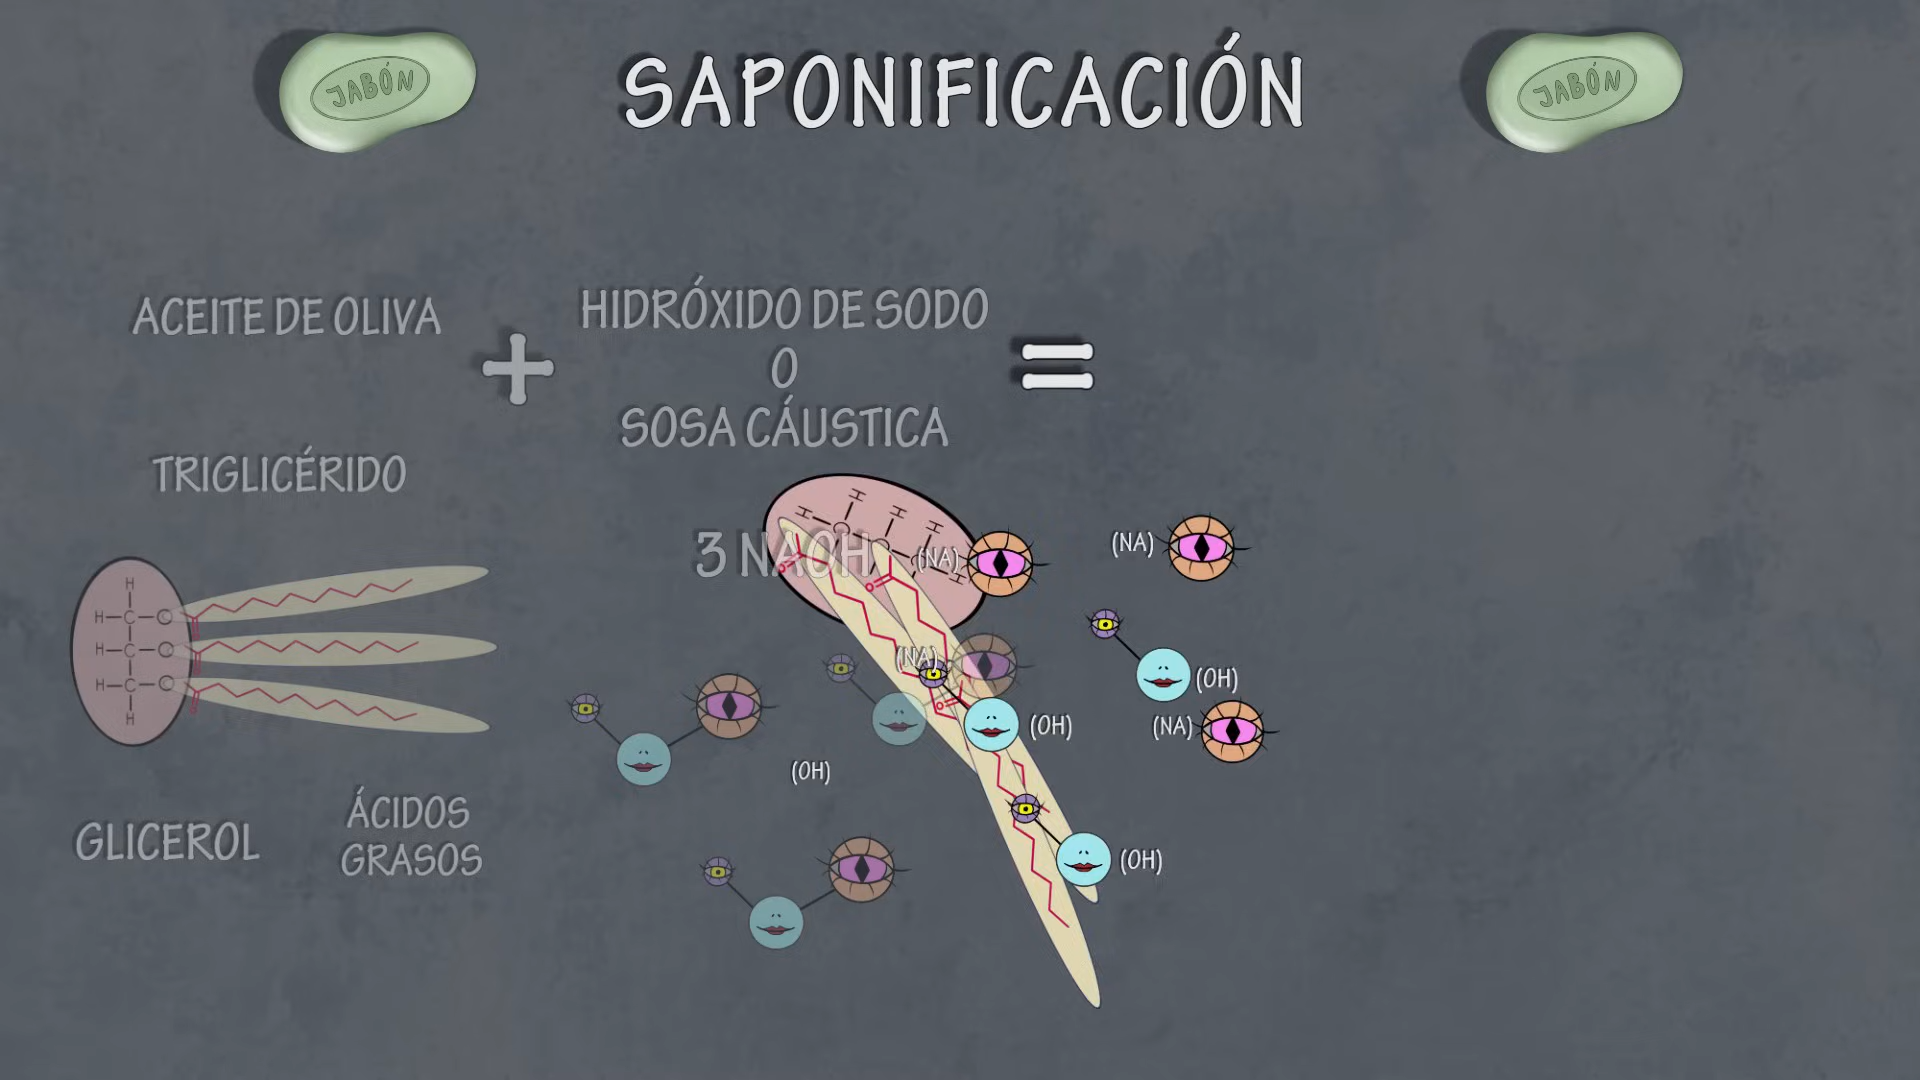 JABÓN
SAPONIFICACIÓN
JABÓN
ACEITE DE OLIVA
+
HIDRÓXIDO DE SODO
O
SOSA CÁUSTICA
=
TRIGLICÉRIDO
3 NAOH
(NA)
(NA)
(NA)
(OH)
(OH)
(NA)
(OH)
(OH)
H
H C O
H C O
H C O
H
H
H
H
H
H
GLICEROL
ÁCIDOS
GRASOS